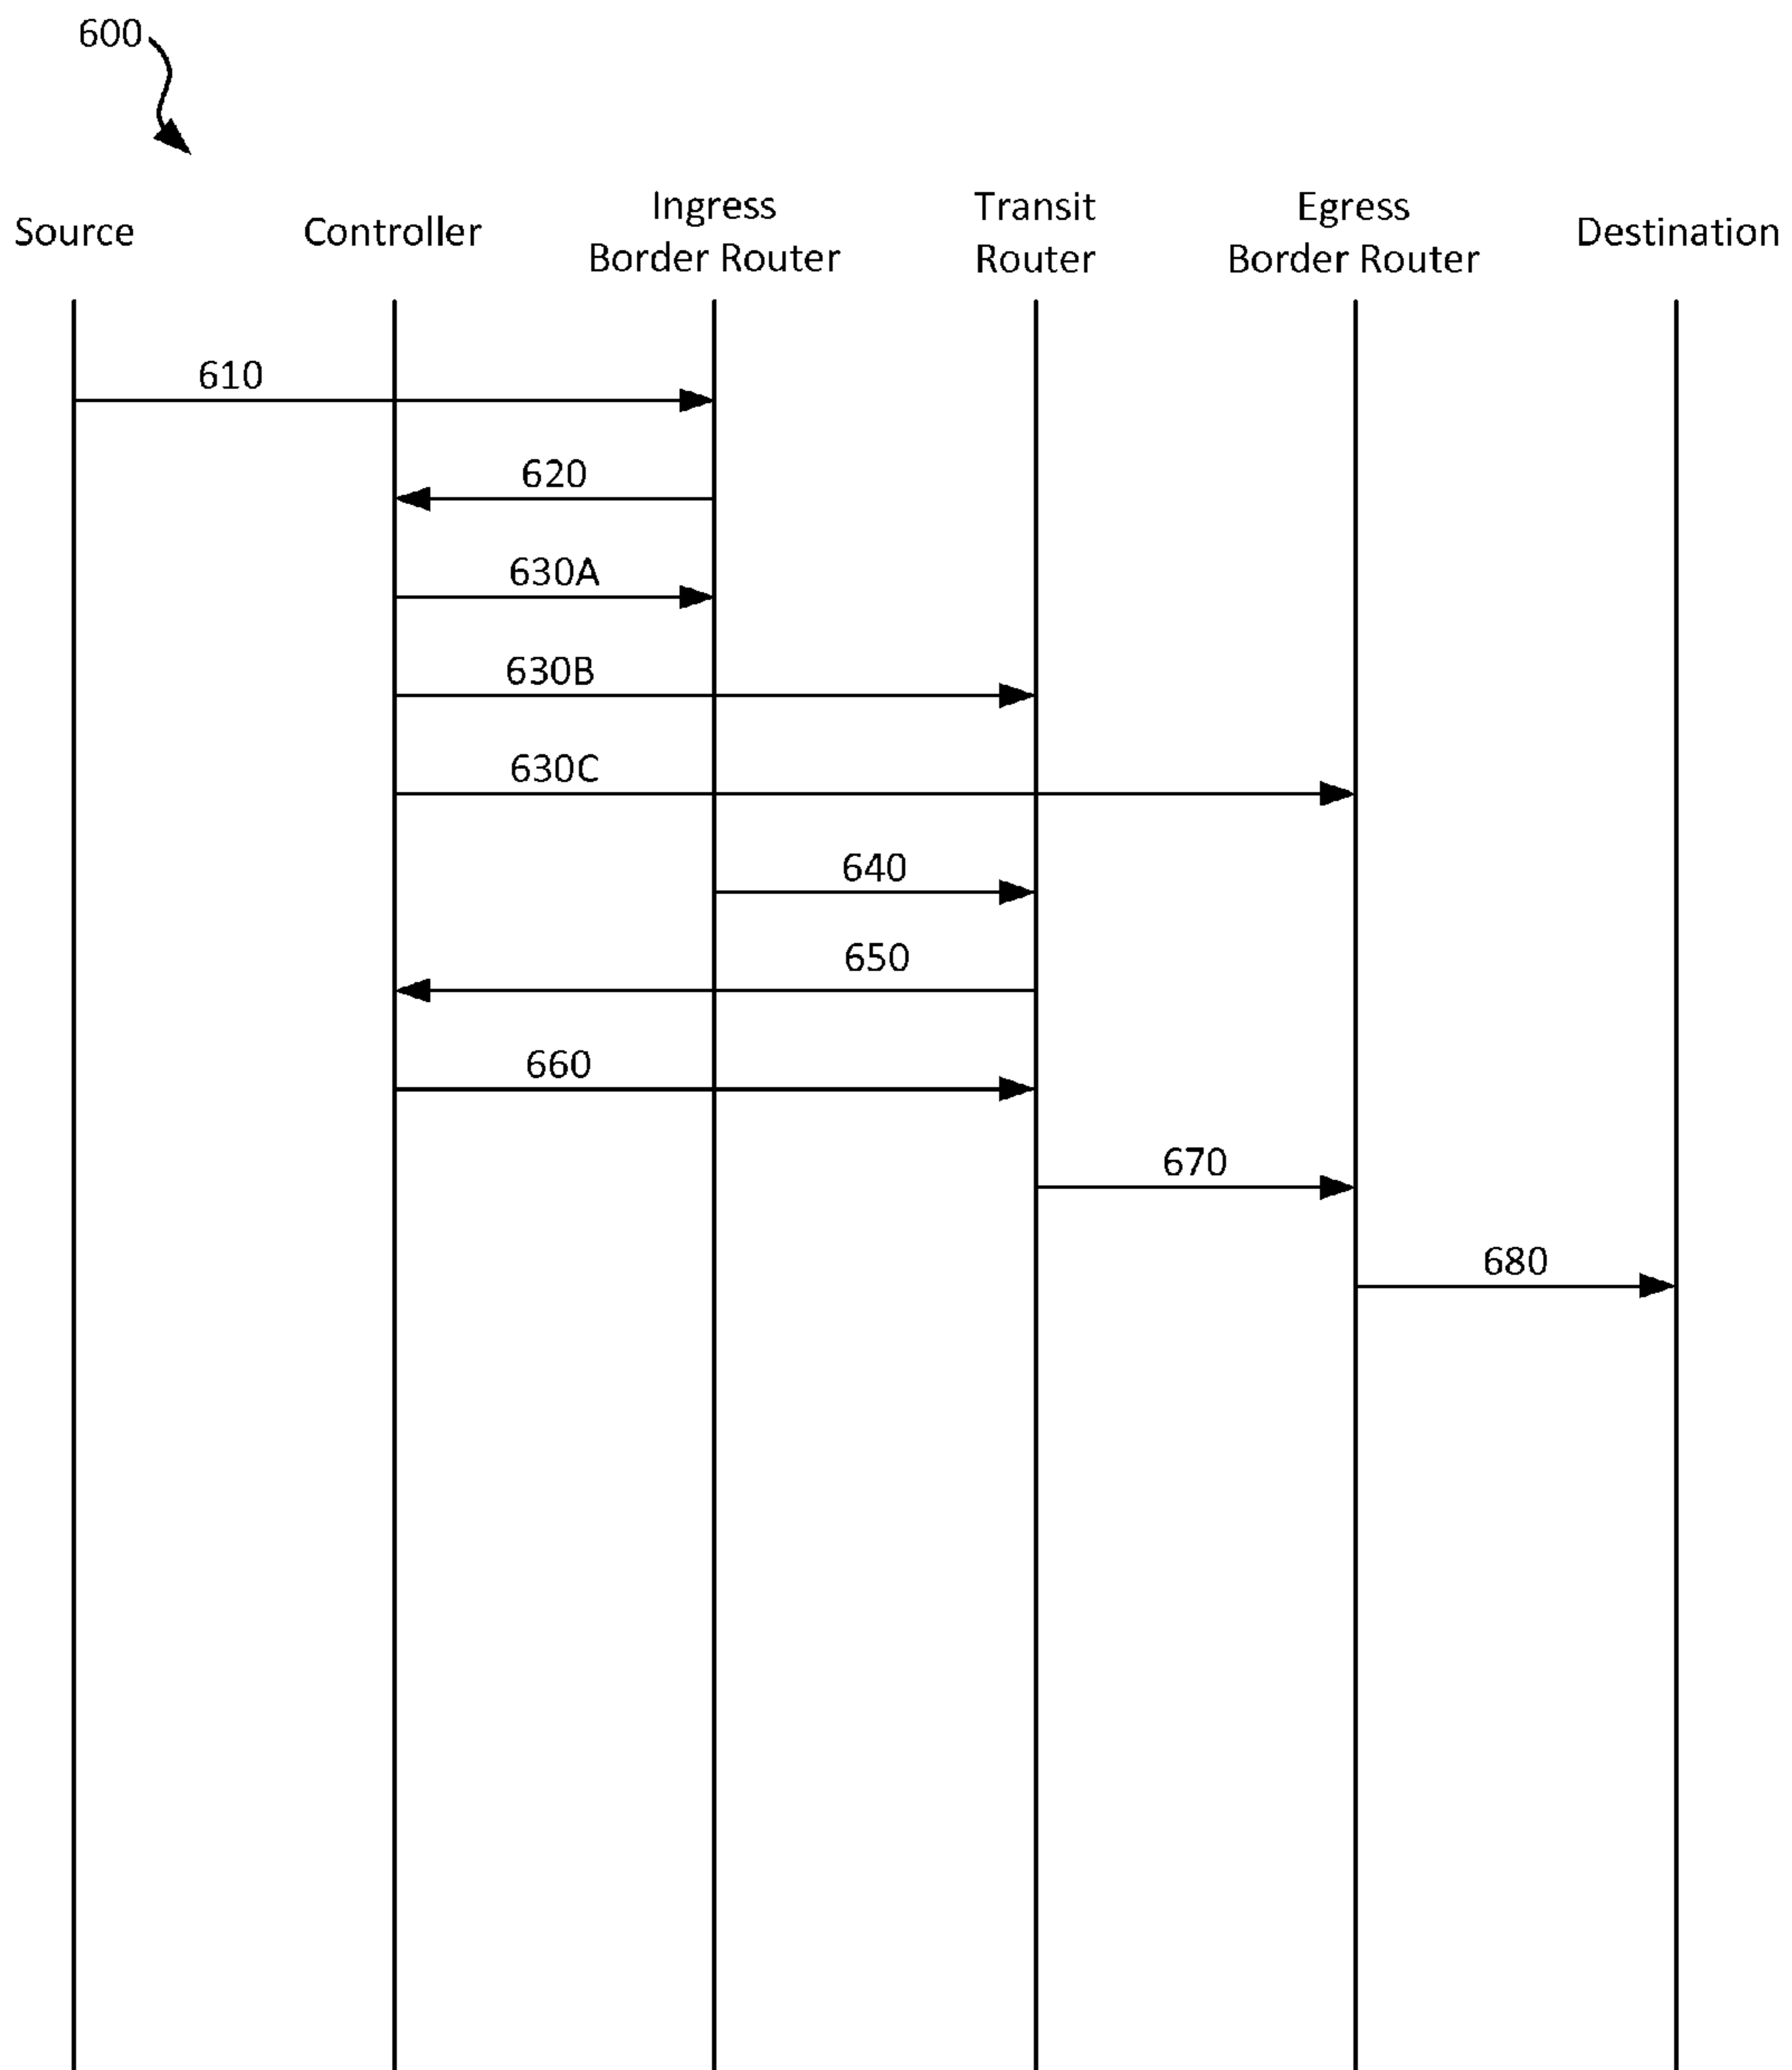 600
Source
Controller
Ingress
Border Router
Transit
Router
Egress
Border Router
Destination
610
620
630A
630B
630C
640
650
660
670
680